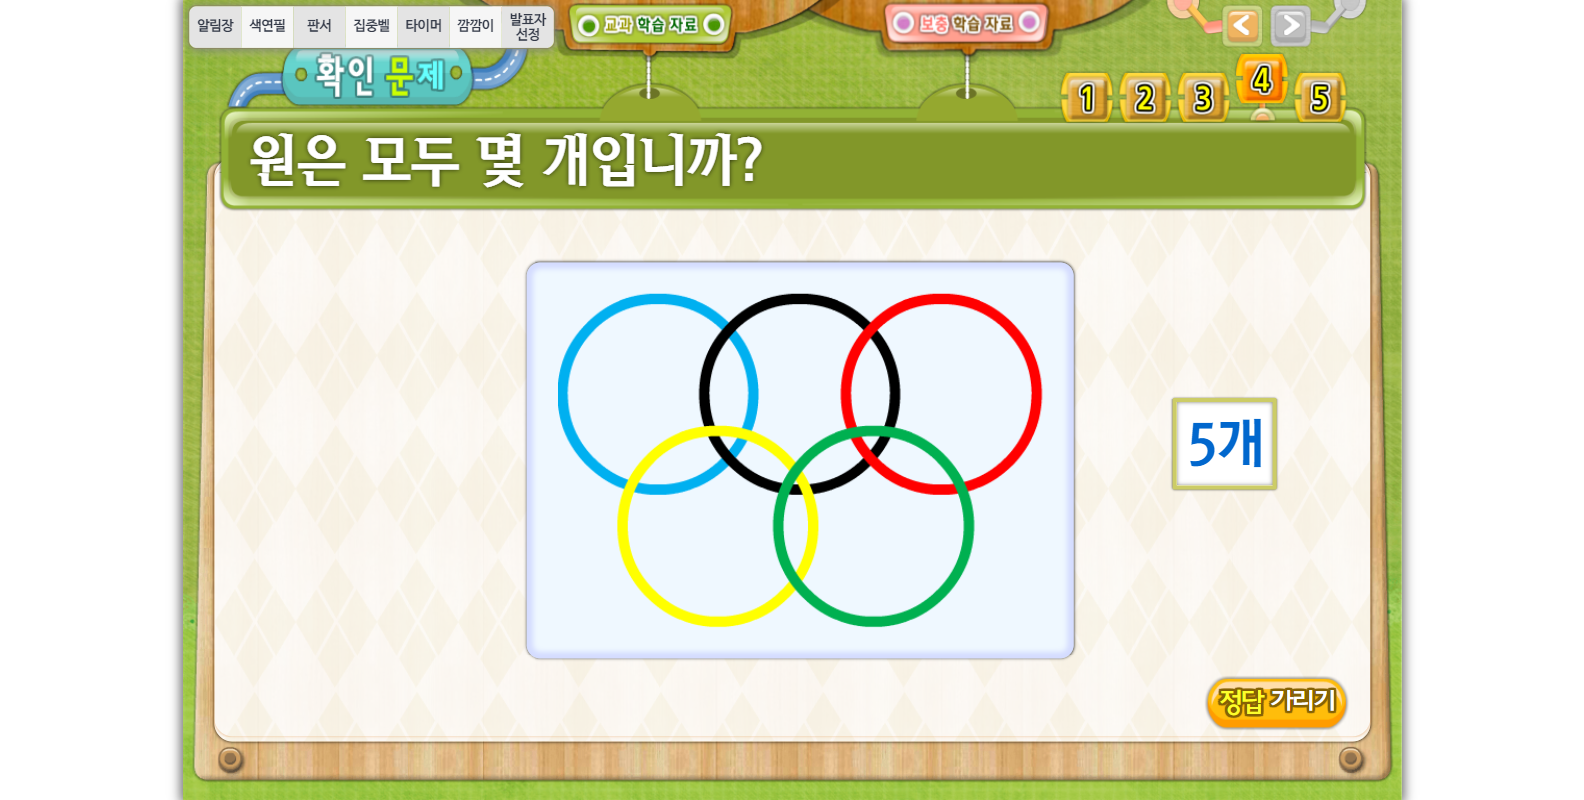 알림장 색연필 판서 집중벨 타이머 깜깜이 발표자 선정
교과 학습 자료
보충 학습 자료
확인 문제
1 2 3 4 5
원은 모두 몇 개입니까?
5개
정답 가리기